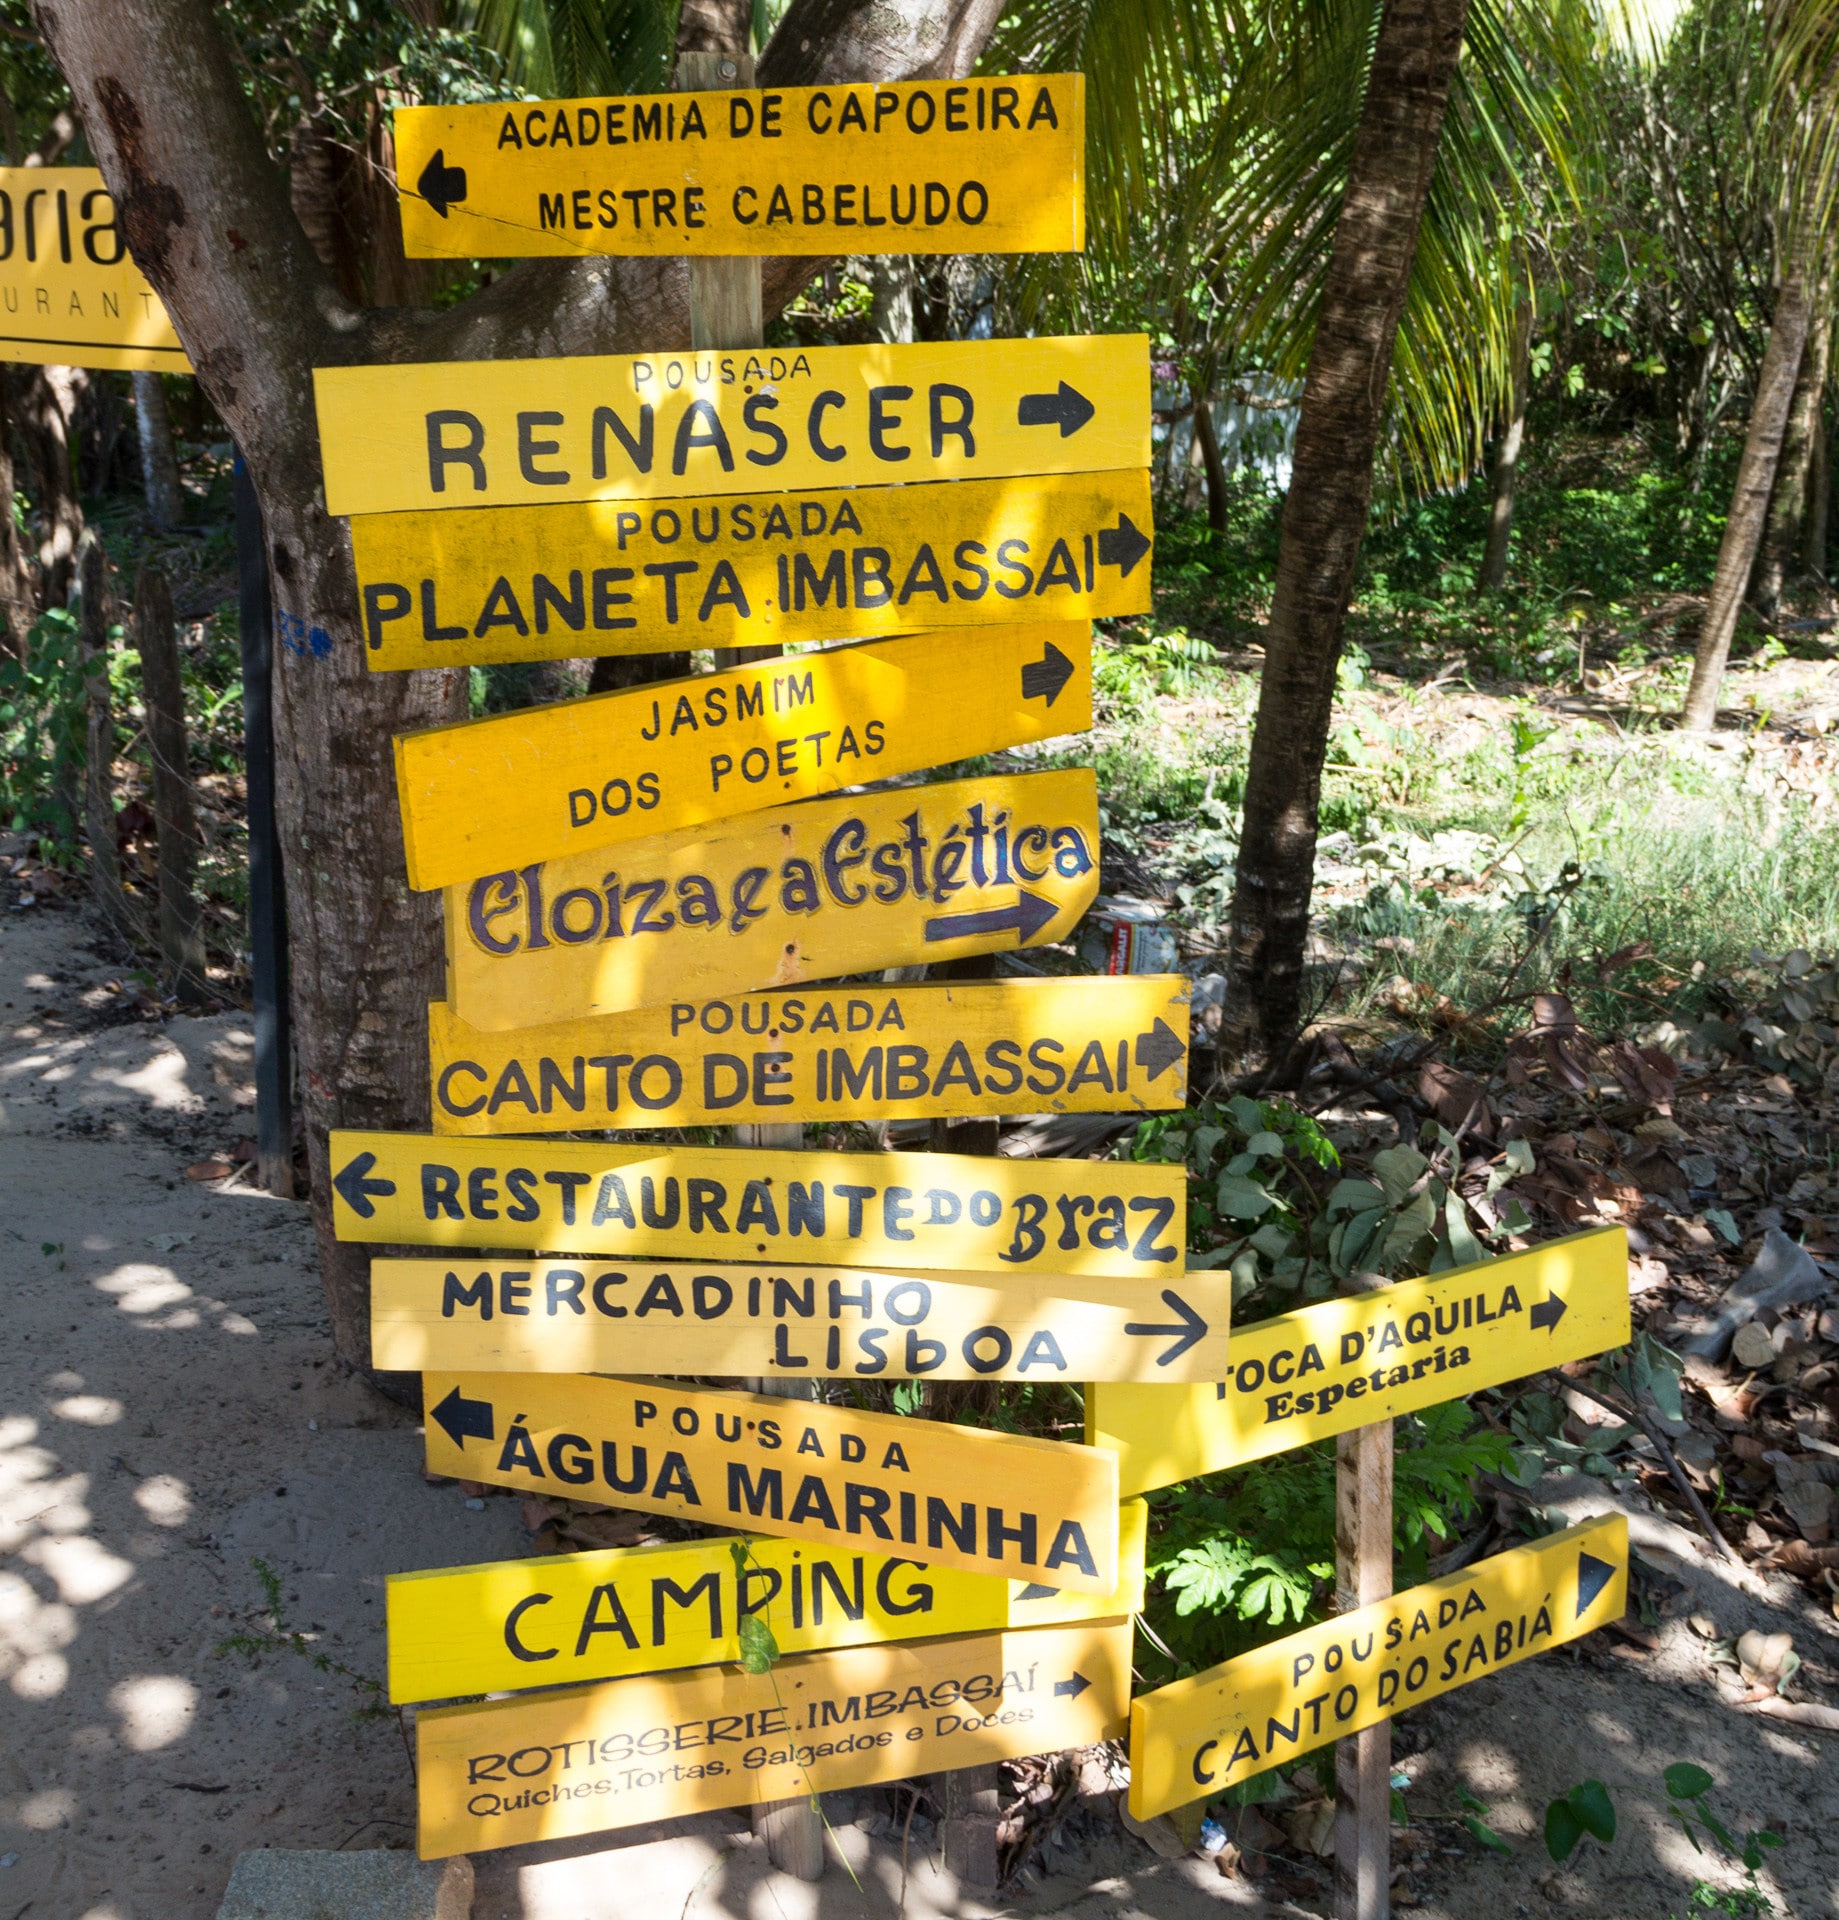 ACADEMIA DE CAPOEIRA
MESTRE CABELUDO
POUSADA
RENASCER
POUSADA
PLANETA IMBASSAI
JASMIM
DOS POETAS
Eloíza e a Estética
POUSADA
CANTO DE IMBASSAI
RESTAURANTE DO Braz
MERCADINHO
LISbOA
TOCA D'AQUILA
Espetaria
POUSADA
ÁGUA MARINHA
CAMPiNG
ROTISSERIE IMBASSAÍ
Quiches, Tortas, Salgados e Doces
POUSADA
CANTO DO SABIÁ